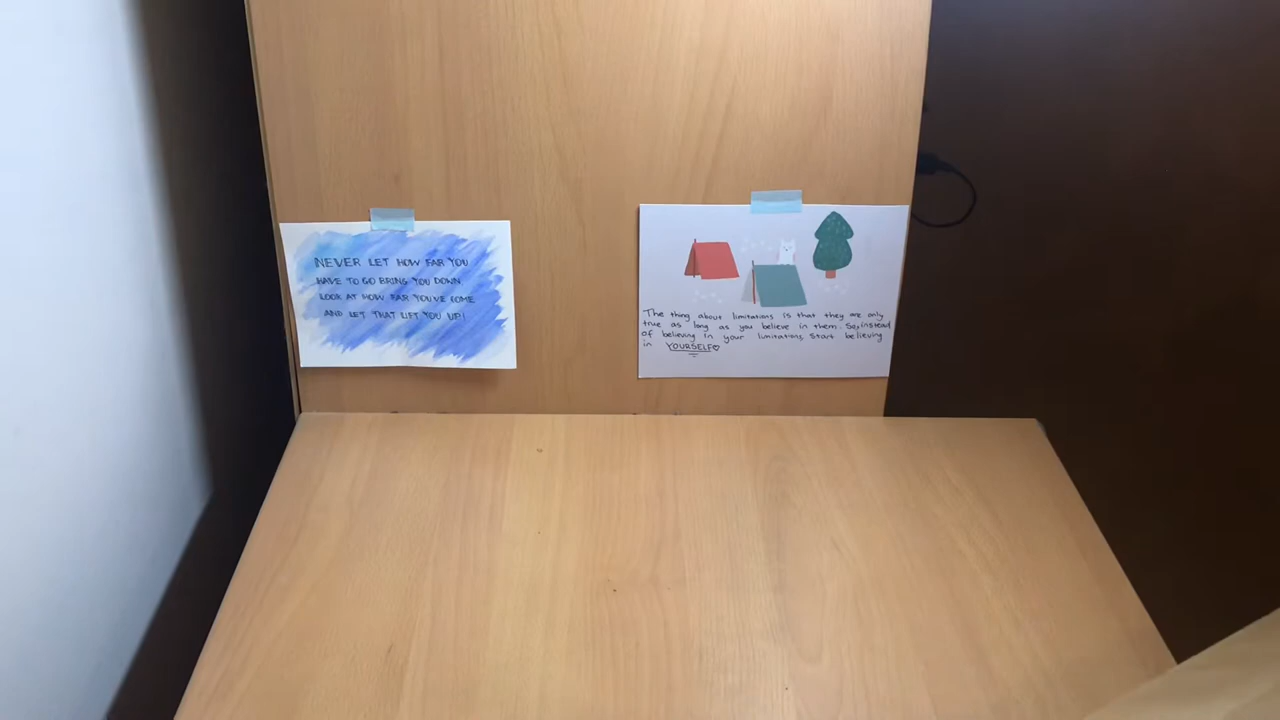 NEVER LET HOW FAR YOU
HAVE TO GO BRING YOU DOWN.
LOOK AT HOW FAR YOU'VE COME
AND LET THAT LIFT YOU UP!
The thing about limitations is that they are only
true as long as you believe in them. So, instead
of believing in your limitations, start believing
in YOURSELF♡